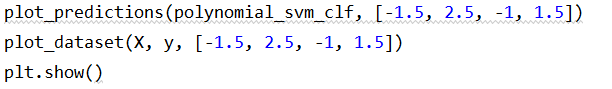 plot_predictions(polynomial_svm_clf, [-1.5, 2.5, -1, 1.5])
plot_dataset(X, y, [-1.5, 2.5, -1, 1.5])
plt.show()